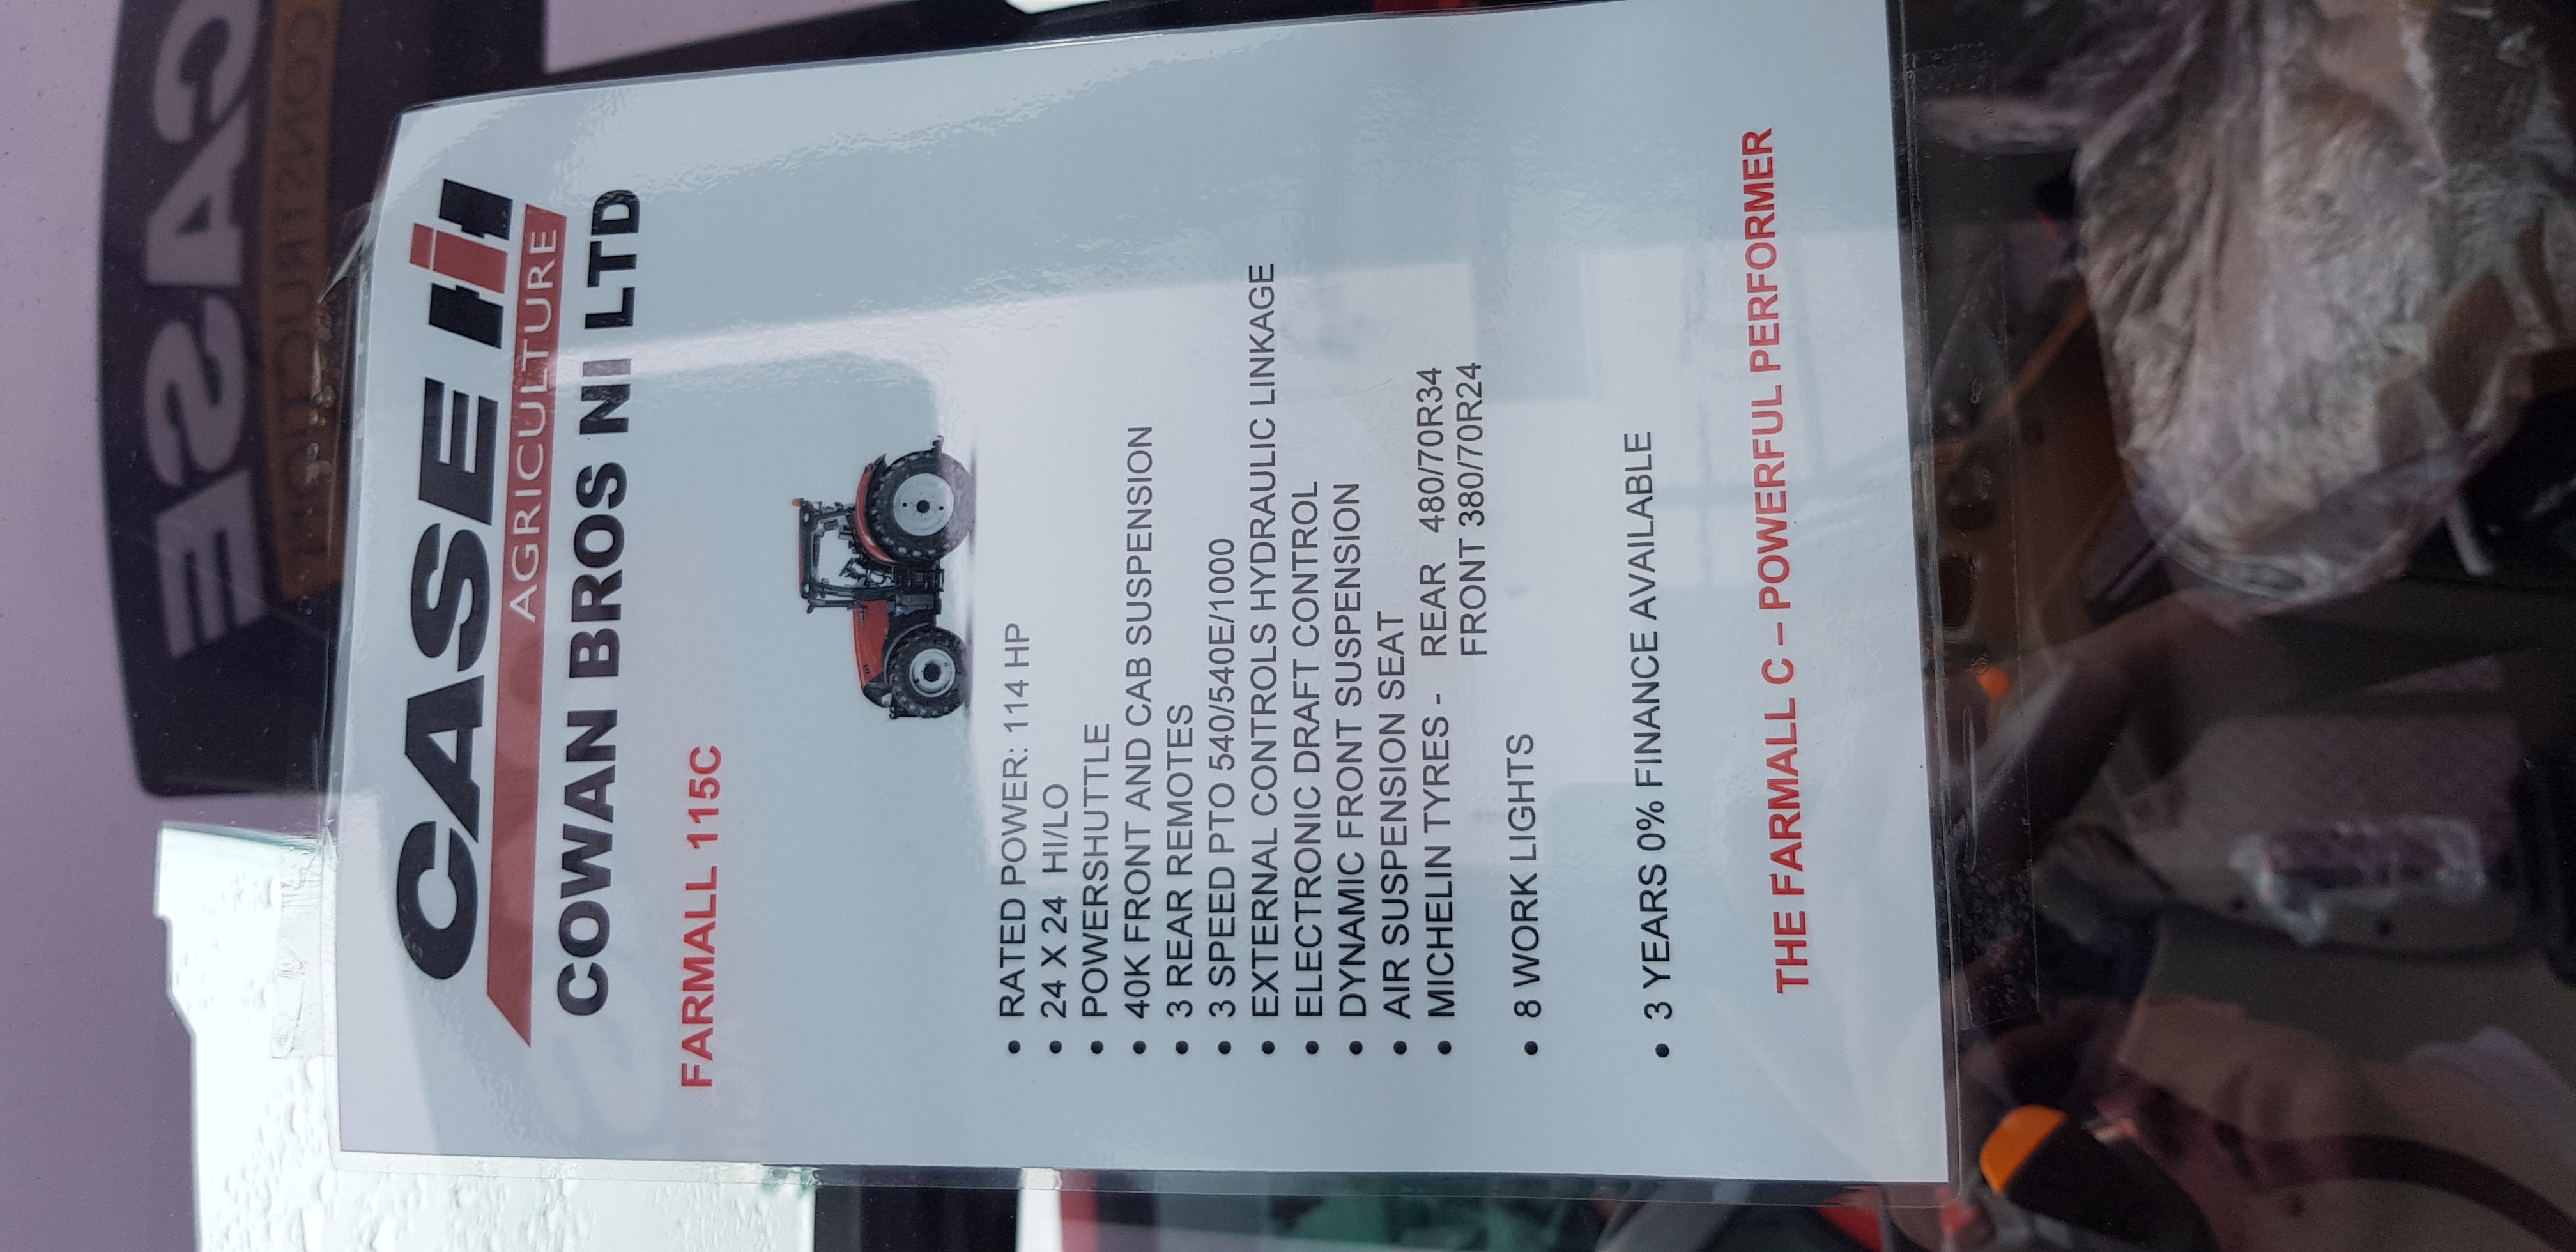 CASE
CONSTRUCTION
CASE IH
AGRICULTURE
COWAN BROS NI LTD
FARMALL 115C
• RATED POWER: 114 HP
• 24 X 24 HI/LO
• POWERSHUTTLE
• 40K FRONT AND CAB SUSPENSION
• 3 REAR REMOTES
• 3 SPEED PTO 540/540E/1000
• EXTERNAL CONTROLS HYDRAULIC LINKAGE
• ELECTRONIC DRAFT CONTROL
• DYNAMIC FRONT SUSPENSION
• AIR SUSPENSION SEAT
• MICHELIN TYRES - REAR 480/70R34
FRONT 380/70R24
• 8 WORK LIGHTS
• 3 YEARS 0% FINANCE AVAILABLE
THE FARMALL C – POWERFUL PERFORMER